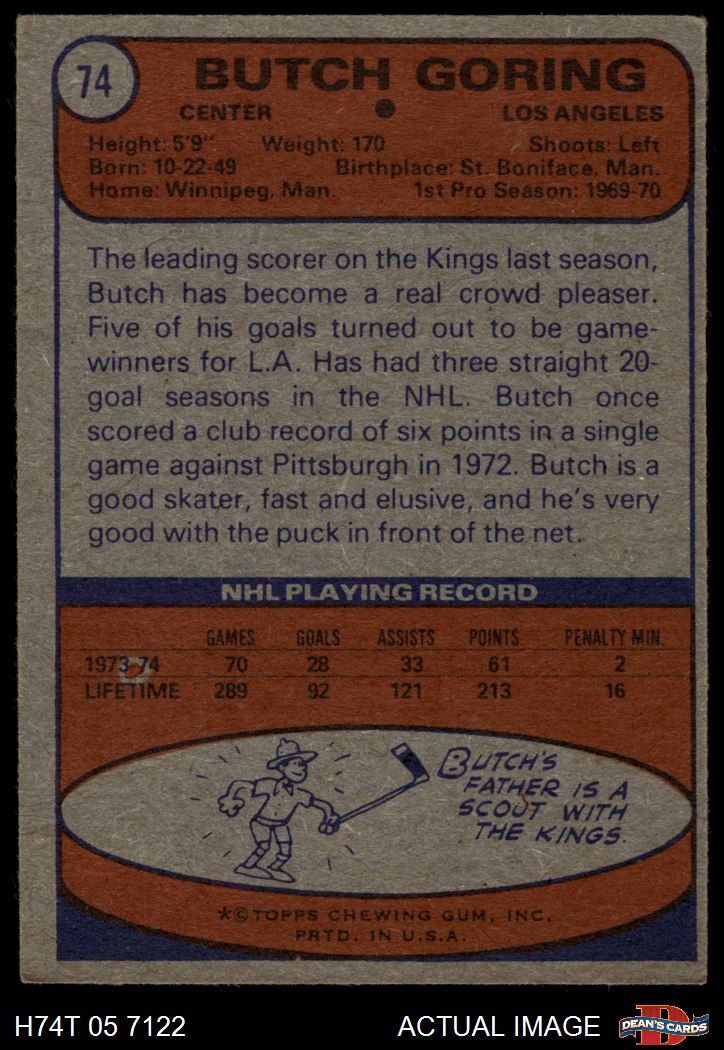 74
BUTCH GORING
CENTER LOS ANGELES
Height: 5'9" Weight: 170 Shoots: Left
Born: 10-22-49 Birthplace: St. Boniface, Man.
Home: Winnipeg, Man. 1st Pro Season: 1969-70
The leading scorer on the Kings last season,
Butch has become a real crowd pleaser.
Five of his goals turned out to be game-
winners for L.A. Has had three straight 20-
goal seasons in the NHL. Butch once
scored a club record of six points in a single
game against Pittsburgh in 1972. Butch is a
good skater, fast and elusive, and he's very
good with the puck in front of the net.
NHL PLAYING RECORD
GAMES GOALS ASSISTS POINTS PENALTY MIN.
1973-74 70 28 33 61 2
LIFETIME 289 92 121 213 16
BUTCH'S
FATHER IS A
SCOUT WITH
THE KINGS.
*©TOPPS CHEWING GUM, INC.
PRTD. IN U.S.A.
H74T 05 7122 ACTUAL IMAGE D DEAN'S CARDS